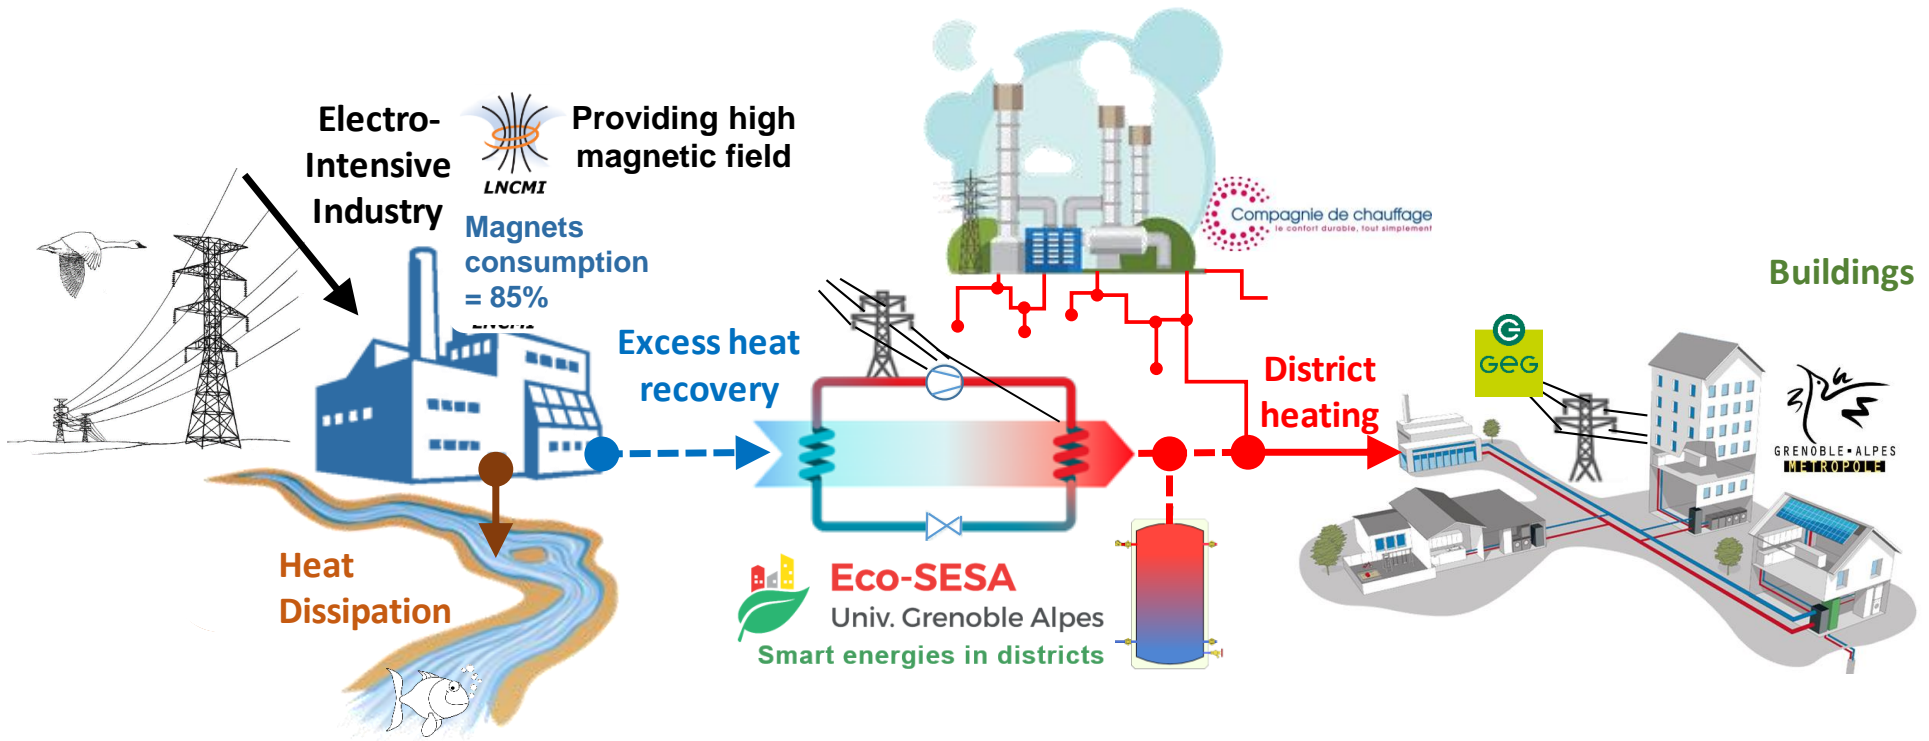 Electro-
Intensive
Industry
LNCMI
Providing high
magnetic field
Magnets
consumption
= 85%
LNCMI
Compagnie de chauffage
le confort durable, tout simplement
Buildings
Excess heat
recovery
District
heating
GEG
GRENOBLE-ALPES
METROPOLE
Heat
Dissipation
Eco-SESA
Univ. Grenoble Alpes
Smart energies in districts